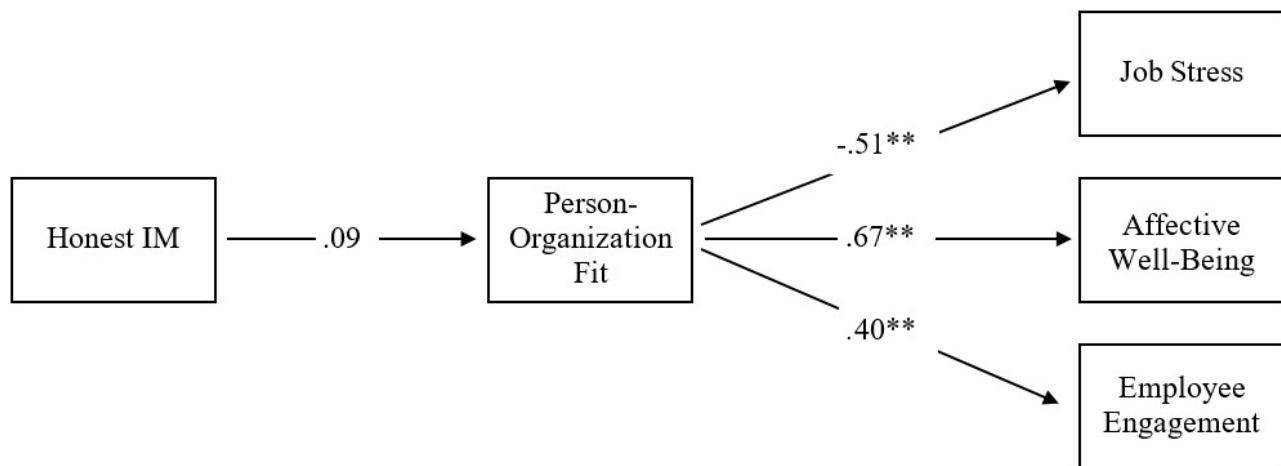 Honest IM
.09
Person-
Organization
Fit
-.51**
.67**
.40**
Job Stress
Affective
Well-Being
Employee
Engagement